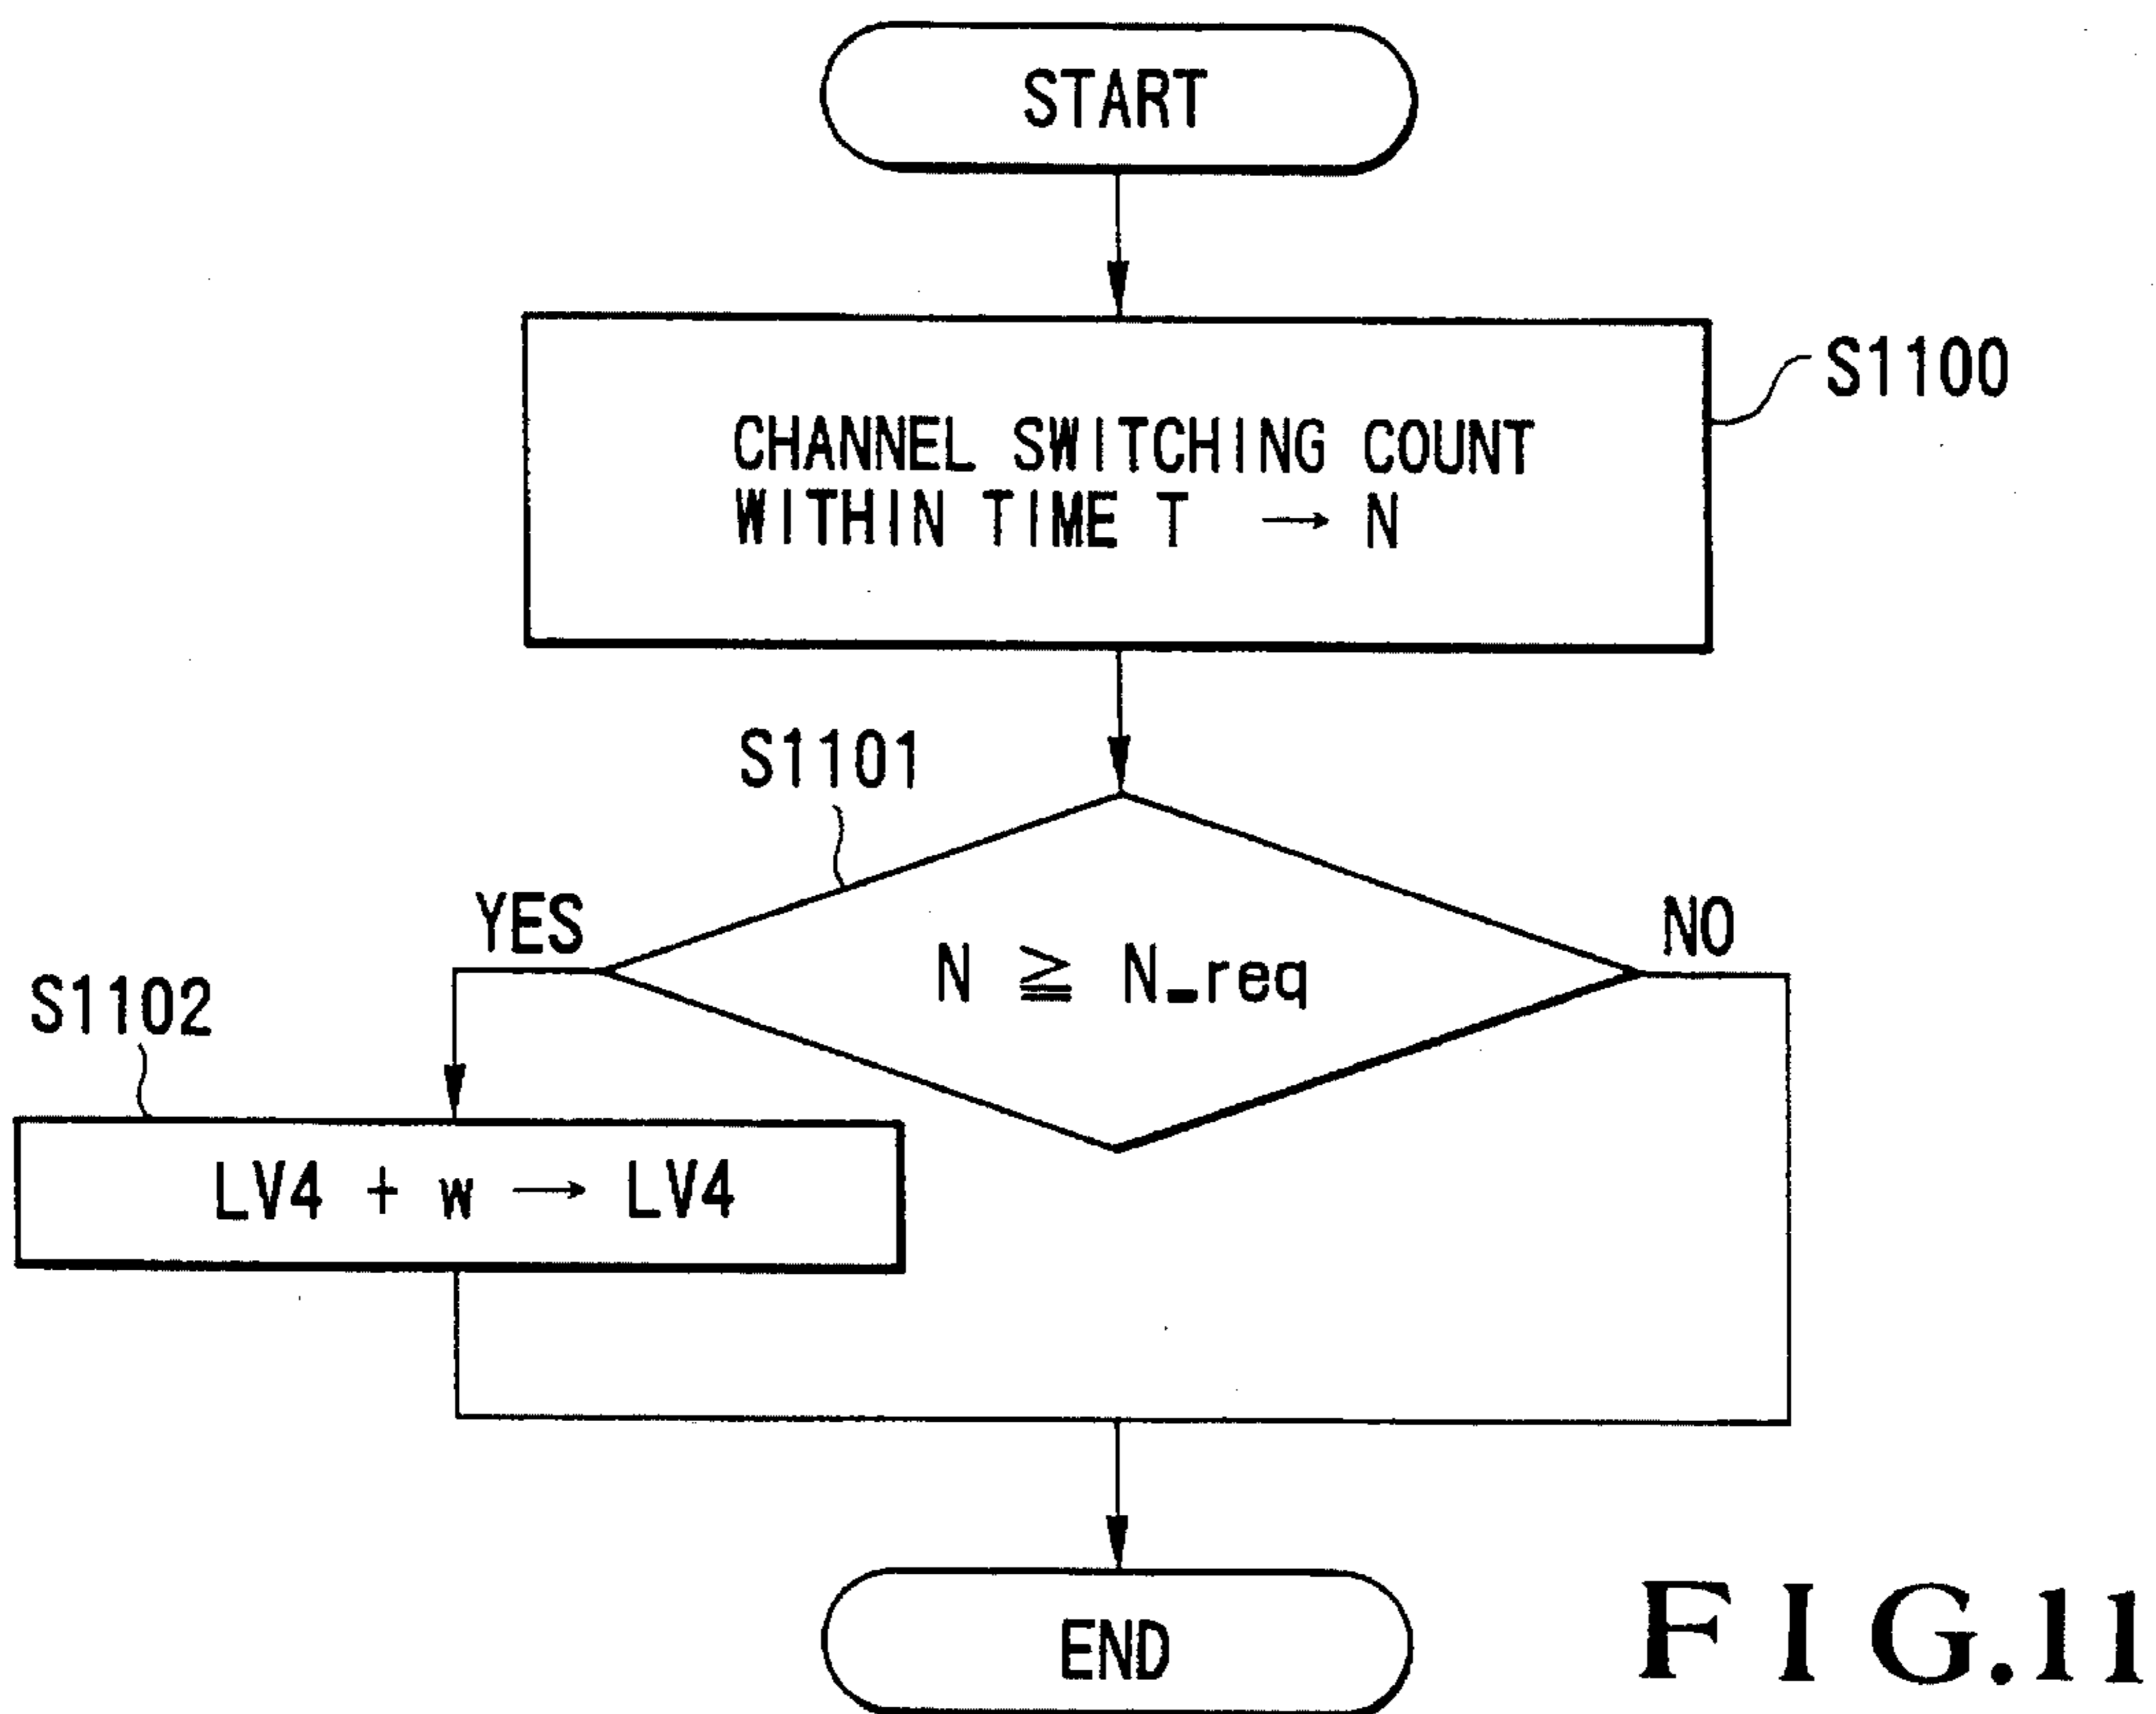 START
CHANNEL SWITCHING COUNT
WITHIN TIME T → N
S1100
S1101
YES
N ≧ N_req
NO
S1102
LV4 + w → LV4
END
FIG.11